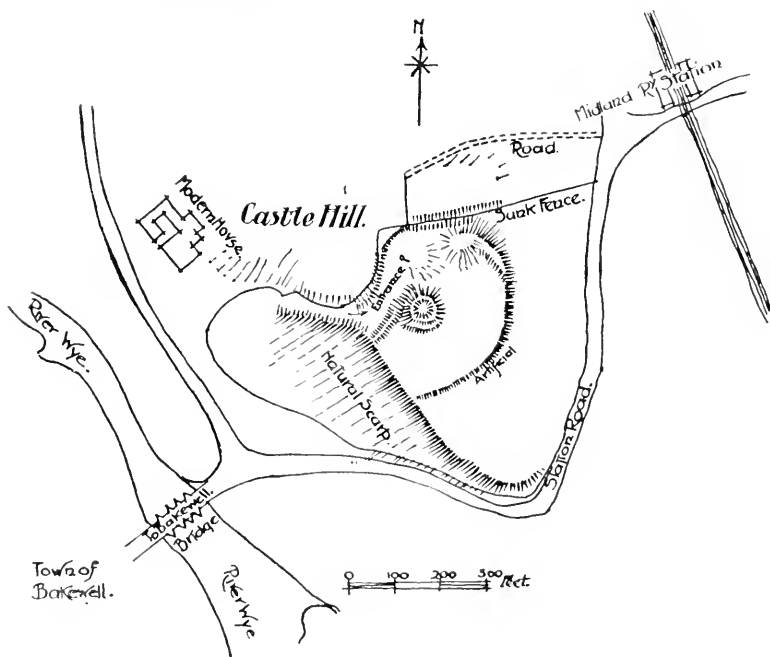 N
Midland Ry Station
Road.
Modern House.
Castle Hill.
Sunk Fence.
Entrance?
River Wye.
Natural Scarp.
Artificial
Station Road.
To Bakewell.
Bridge
Town of
Bakewell.
River Wye
0 100 200 300 feet.